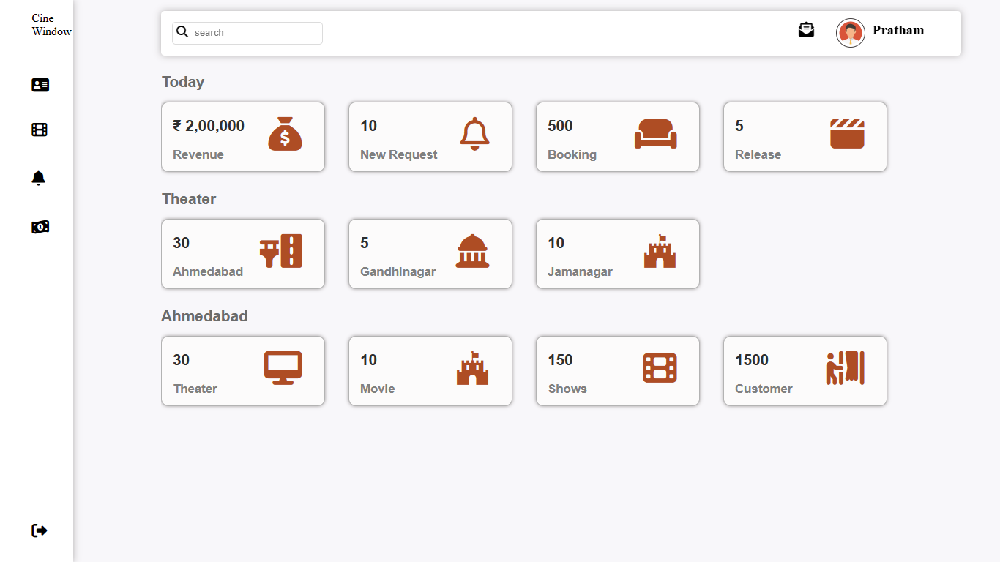 Cine
Window
search
Pratham
Today
₹ 2,00,000
Revenue
$
10
New Request
500
Booking
5
Release
Theater
30
Ahmedabad
5
Gandhinagar
10
Jamanagar
Ahmedabad
30
Theater
10
Movie
150
Shows
1500
Customer